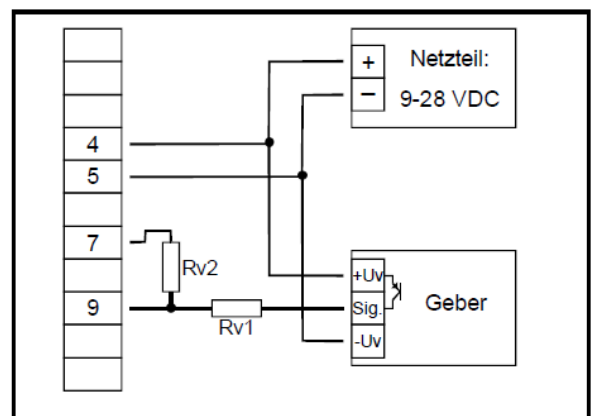 4
5
7
9
Rv2
Rv1
+
−
Netzteil:
9-28 VDC
+Uv
Sig.
-Uv
Geber